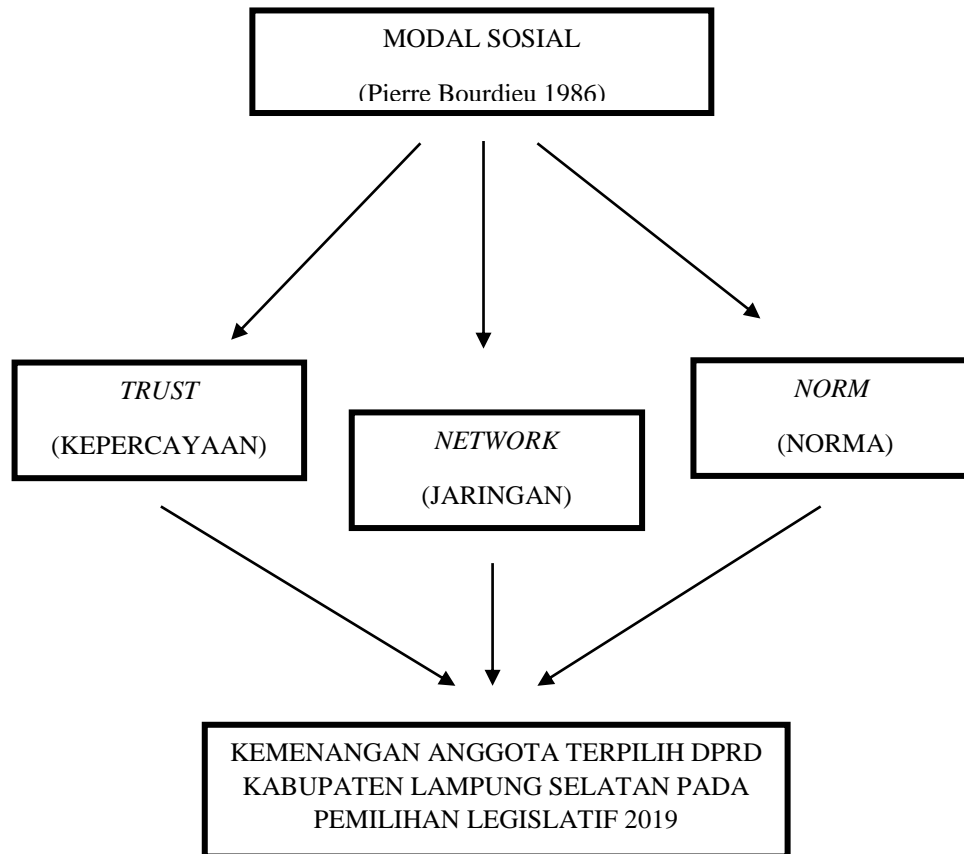 MODAL SOSIAL
(Pierre Bourdieu 1986)
TRUST
(KEPERCAYAAN)
NETWORK
(JARINGAN)
NORM
(NORMA)
KEMENANGAN ANGGOTA TERPILIH DPRD
KABUPATEN LAMPUNG SELATAN PADA
PEMILIHAN LEGISLATIF 2019